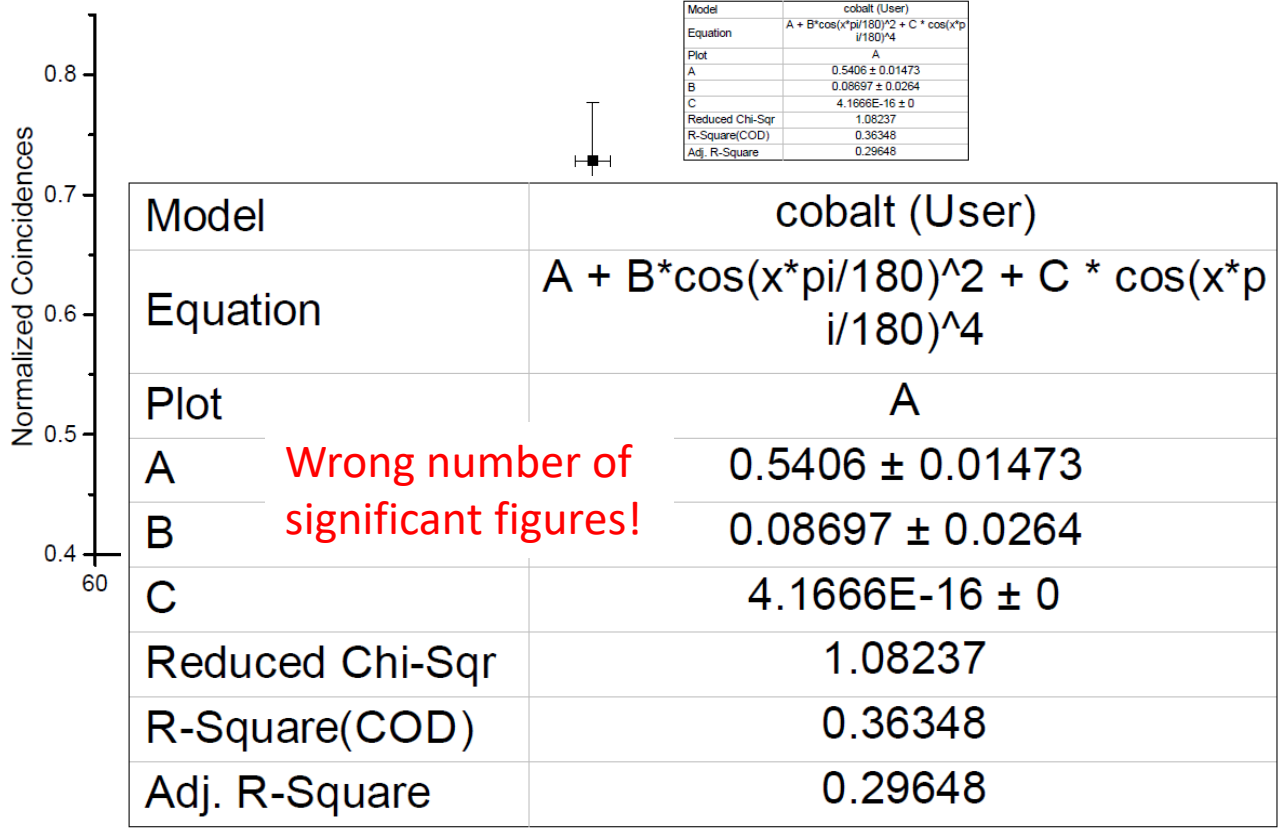 Model cobalt (User)
Equation A + B*cos(x*pi/180)^2 + C * cos(x*p
i/180)^4
Plot A
A 0.5406 ± 0.01473
B 0.08697 ± 0.0264
C 4.1666E-16 ± 0
Reduced Chi-Sqr 1.08237
R-Square(COD) 0.36348
Adj. R-Square 0.29648
Normalized Coincidences
0.8
0.7
0.6
0.5
0.4
60
Model cobalt (User)
Equation A + B*cos(x*pi/180)^2 + C * cos(x*p
i/180)^4
Plot A
A 0.5406 ± 0.01473
B 0.08697 ± 0.0264
C 4.1666E-16 ± 0
Reduced Chi-Sqr 1.08237
R-Square(COD) 0.36348
Adj. R-Square 0.29648
Wrong number of
significant figures!